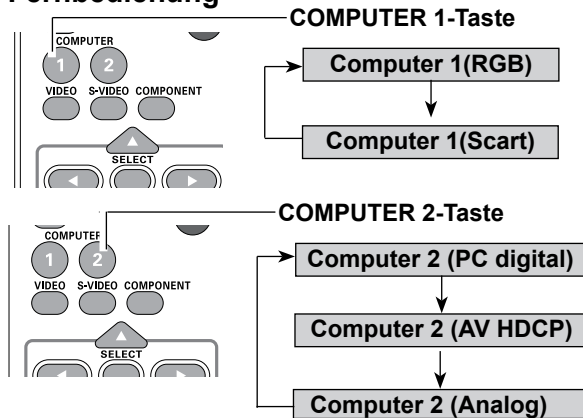 COMPUTER 1-Taste
COMPUTER
1 2
VIDEO S-VIDEO COMPONENT
SELECT
Computer 1(RGB)
Computer 1(Scart)
COMPUTER 2-Taste
COMPUTER
1 2
VIDEO S-VIDEO COMPONENT
SELECT
Computer 2 (PC digital)
Computer 2 (AV HDCP)
Computer 2 (Analog)